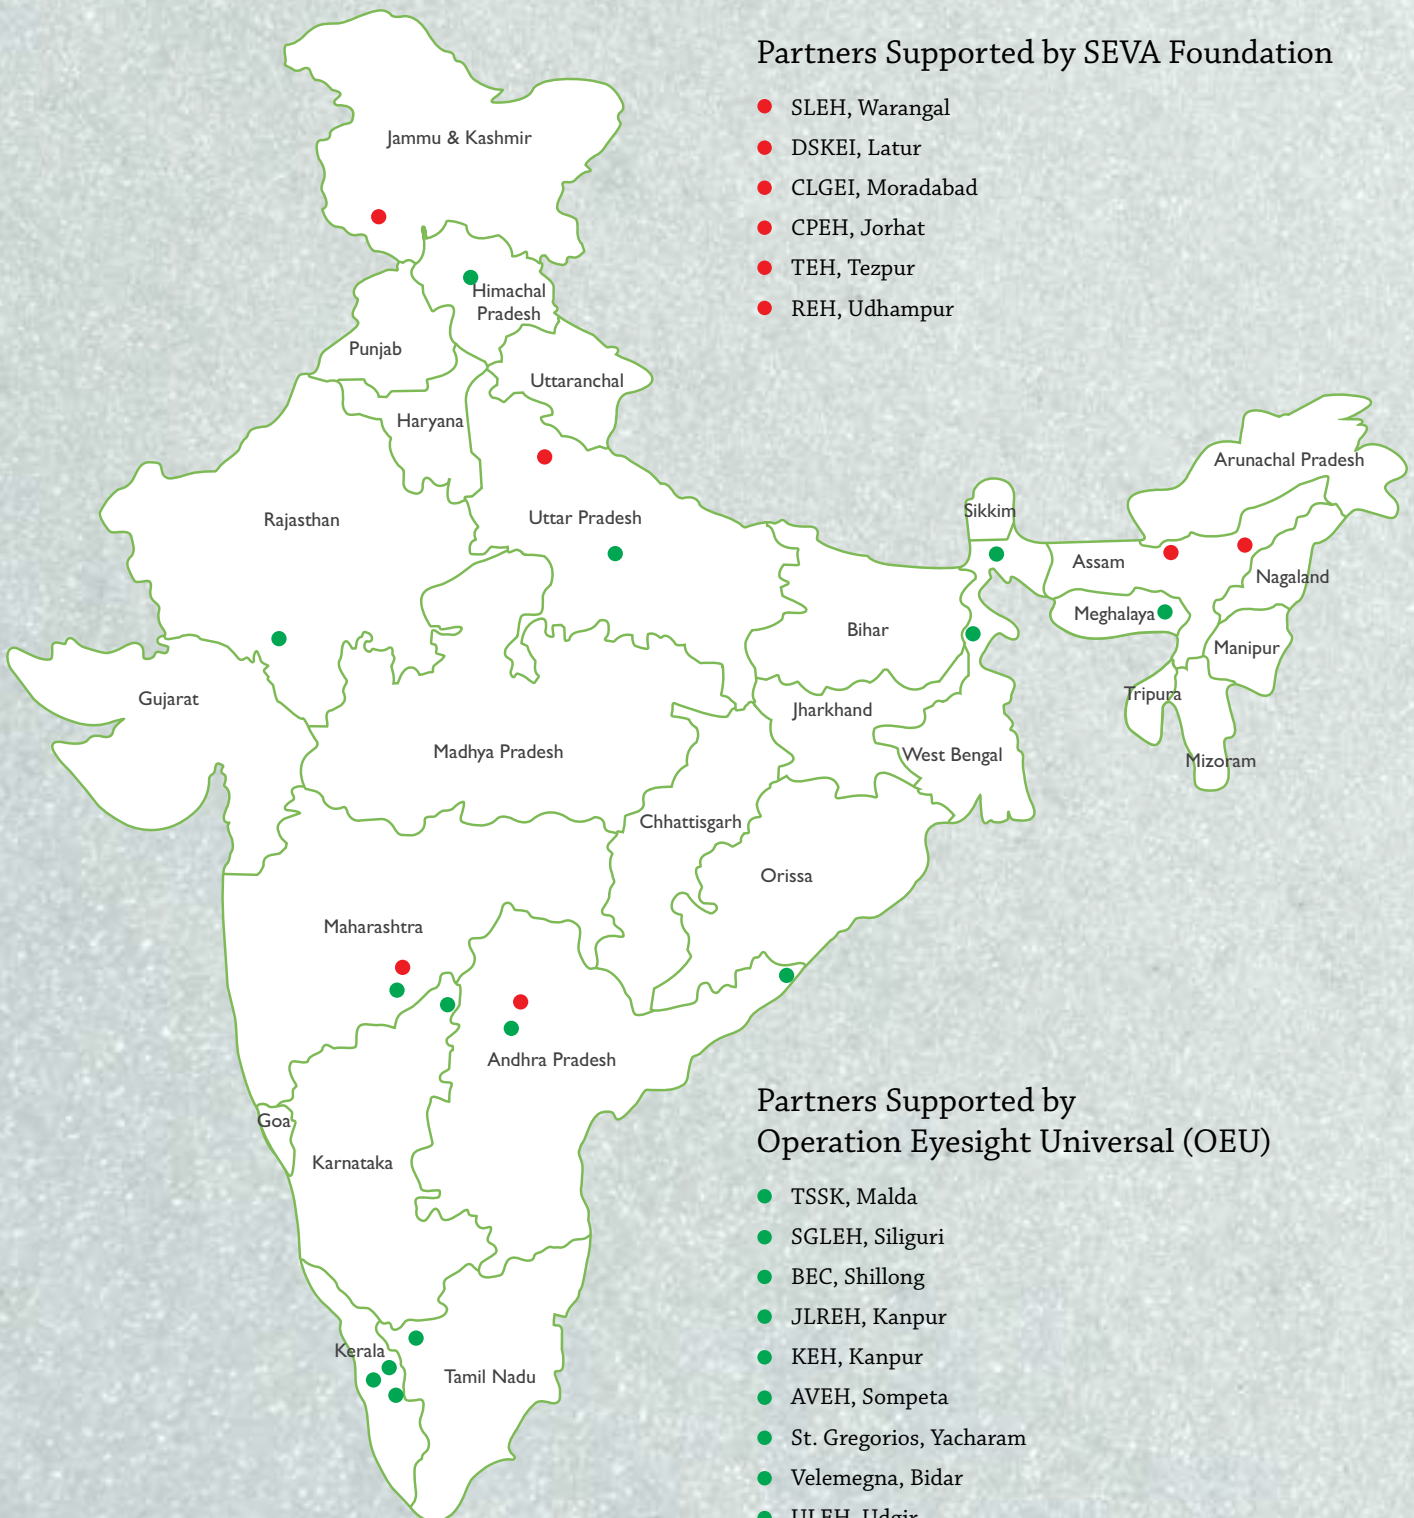 Partners Supported by SEVA Foundation
SLEH, Warangal
DSKEI, Latur
CLGEI, Moradabad
CPEH, Jorhat
TEH, Tezpur
REH, Udhampur
Jammu & Kashmir
Himachal
Pradesh
Punjab
Uttaranchal
Haryana
Arunachal Pradesh
Rajasthan
Uttar Pradesh
Sikkim
Assam
Nagaland
Meghalaya
Bihar
Manipur
Gujarat
Tripura
Jharkhand
Madhya Pradesh
West Bengal
Mizoram
Chhattisgarh
Orissa
Maharashtra
Andhra Pradesh
Goa
Karnataka
Kerala
Tamil Nadu
Partners Supported by
Operation Eyesight Universal (OEU)
TSSK, Malda
SGLEH, Siliguri
BEC, Shillong
JLREH, Kanpur
KEH, Kanpur
AVEH, Sompeta
St. Gregorios, Yacharam
Velemegna, Bidar
ULEH, Udgir